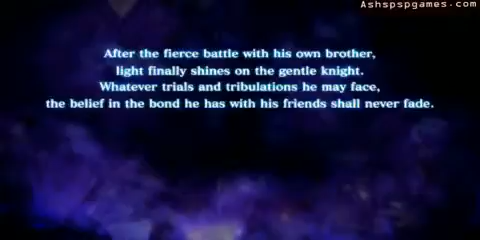 Ashspspgames.com
After the fierce battle with his own brother,
light finally shines on the gentle knight.
Whatever trials and tribulations he may face,
the belief in the bond he has with his friends shall never fade.